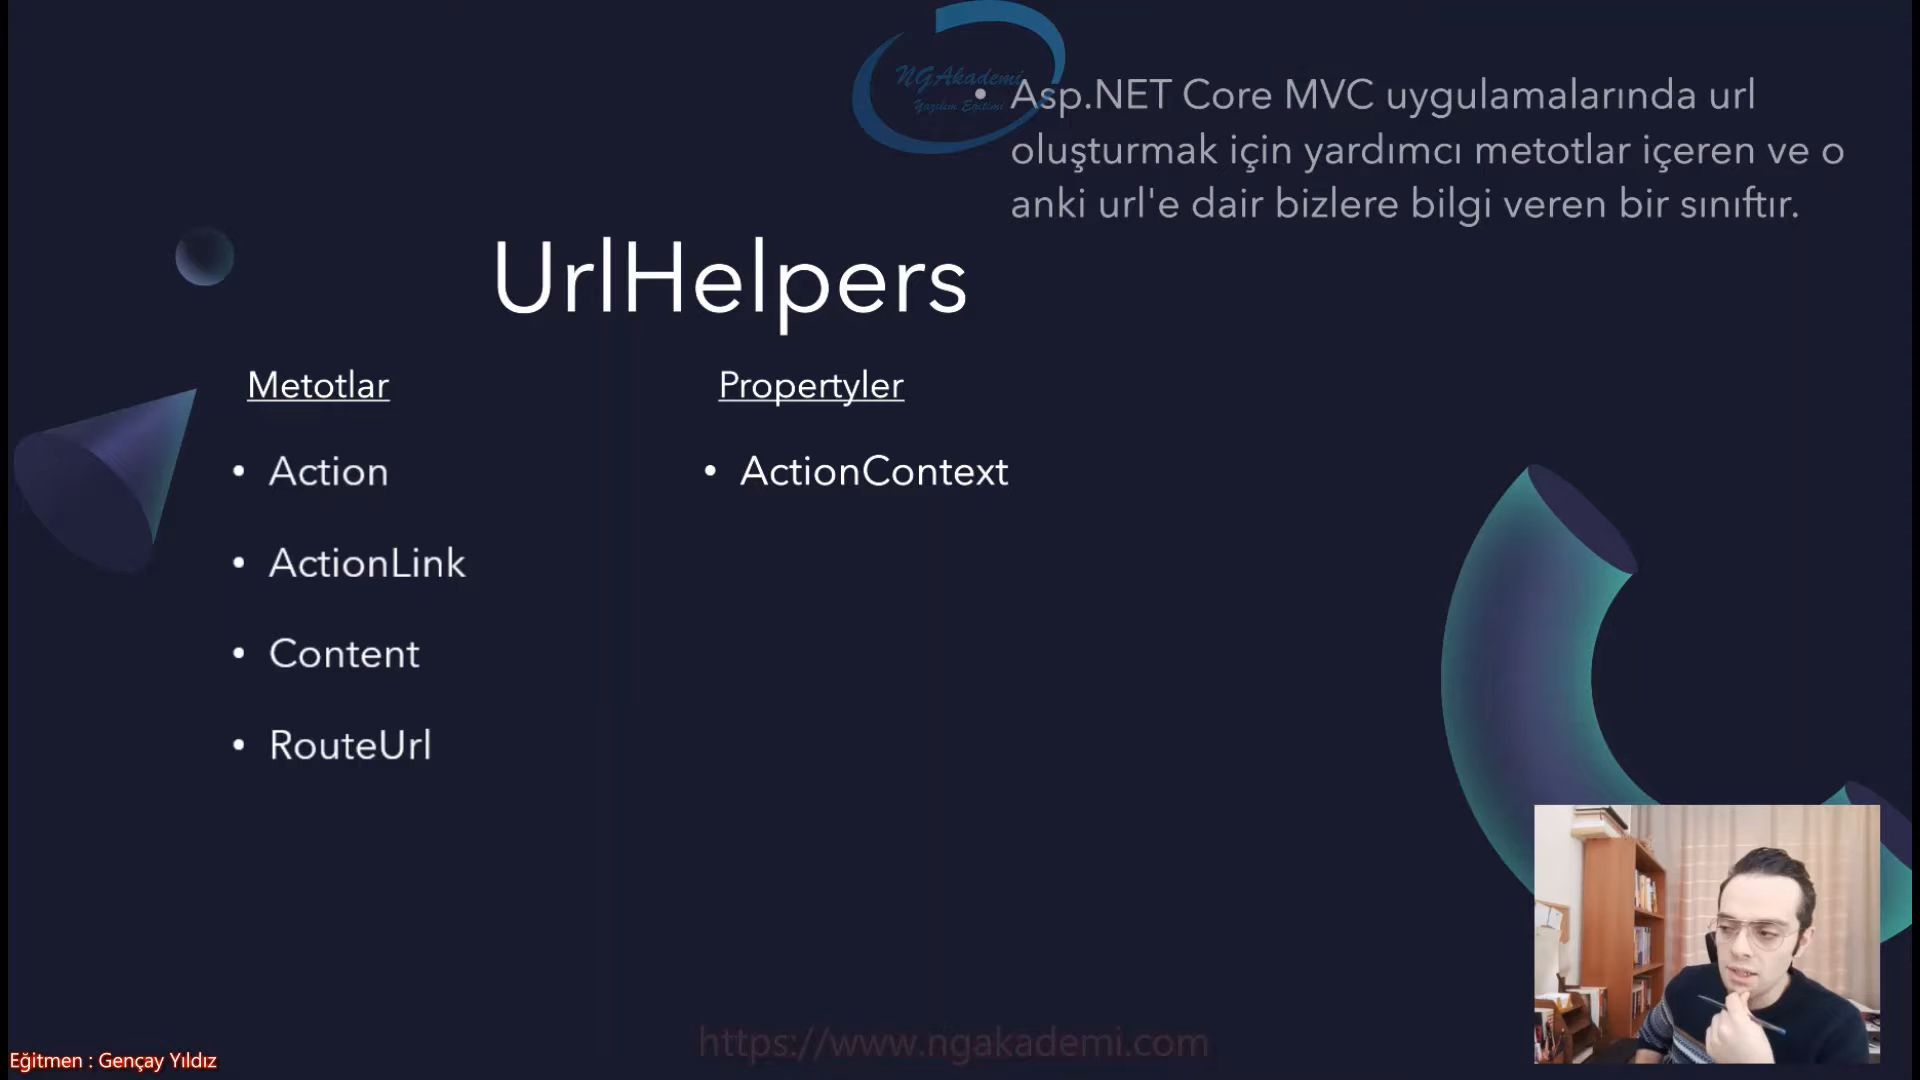 NGAkademi
Yazılım Eğitimi
• Asp.NET Core MVC uygulamalarında url
oluşturmak için yardımcı metotlar içeren ve o
anki url'e dair bizlere bilgi veren bir sınıftır.
UrlHelpers
Metotlar
• Action
• ActionLink
• Content
• RouteUrl
Propertyler
• ActionContext
https://www.ngakademi.com
Eğitmen : Gençay Yıldız